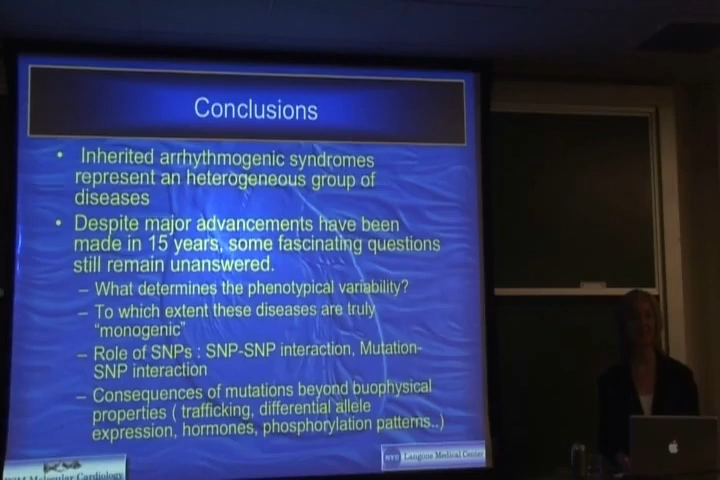 Conclusions
• Inherited arrhythmogenic syndromes
represent an heterogeneous group of
diseases
• Despite major advancements have been
made in 15 years, some fascinating questions
still remain unanswered.
– What determines the phenotypical variability?
– To which extent these diseases are truly
"monogenic"
– Role of SNPs : SNP-SNP interaction, Mutation-
SNP interaction
– Consequences of mutations beyond buophysical
properties ( trafficking, differential allele
expression, hormones, phosphorylation patterns..)
Molecular Cardiology
NYU Langone Medical Center